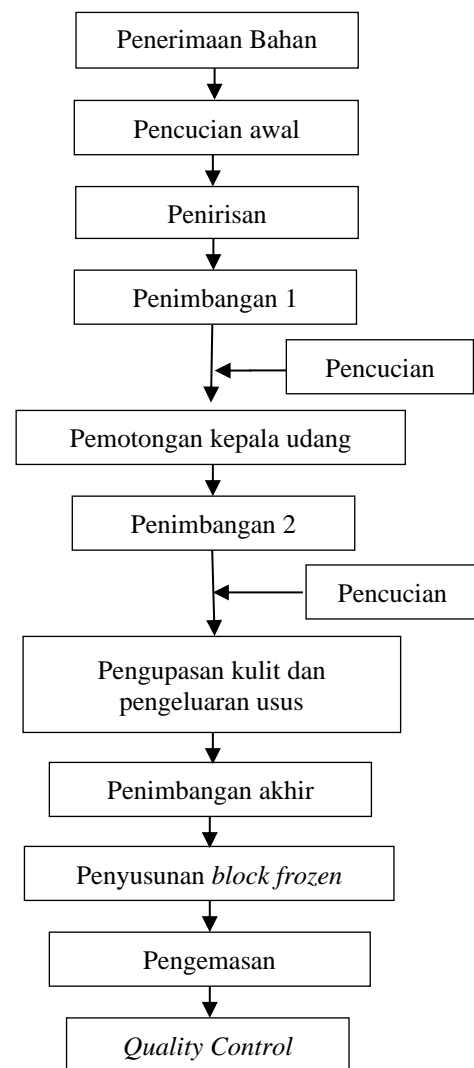 Penerimaan Bahan
Pencucian awal
Penirisan
Penimbangan 1
Pencucian
Pemotongan kepala udang
Penimbangan 2
Pencucian
Pengupasan kulit dan
pengeluaran usus
Penimbangan akhir
Penyusunan block frozen
Pengemasan
Quality Control